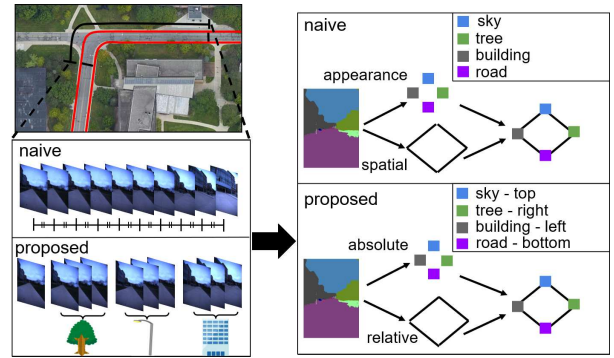 naive
proposed
naive
sky
tree
building
road
appearance
spatial
proposed
sky - top
tree - right
building - left
road - bottom
absolute
relative